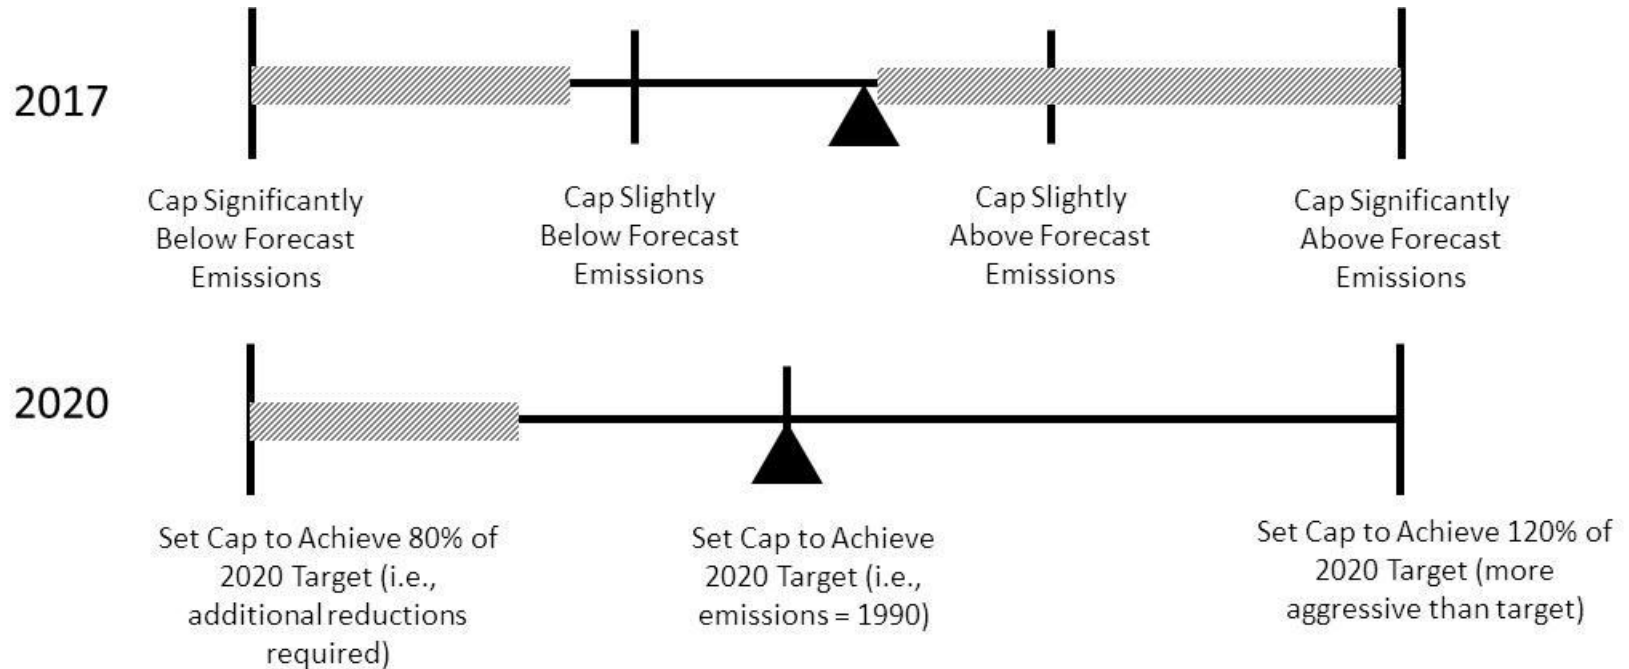 2017
Cap Significantly
Below Forecast
Emissions
Cap Slightly
Below Forecast
Emissions
Cap Slightly
Above Forecast
Emissions
Cap Significantly
Above Forecast
Emissions
2020
Set Cap to Achieve 80% of
2020 Target (i.e.,
additional reductions
required)
Set Cap to Achieve
2020 Target (i.e.,
emissions = 1990)
Set Cap to Achieve 120% of
2020 Target (more
aggressive than target)